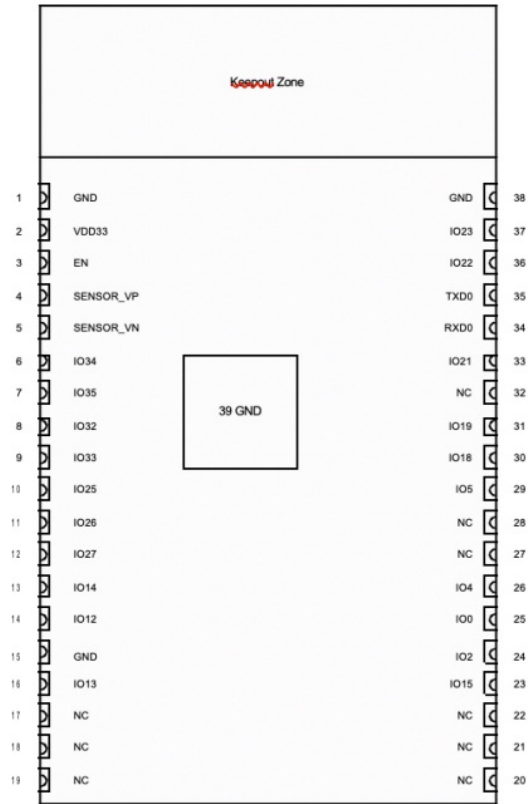 Keepout Zone
1 GND GND 38
2 VDD33 IO23 37
3 EN IO22 36
4 SENSOR_VP TXD0 35
5 SENSOR_VN RXD0 34
6 IO34 IO21 33
7 IO35 NC 32
39 GND
8 IO32 IO19 31
9 IO33 IO18 30
10 IO25 IO5 29
11 IO26 NC 28
12 IO27 NC 27
13 IO14 IO4 26
14 IO12 IO0 25
15 GND IO2 24
16 IO13 IO15 23
17 NC NC 22
18 NC NC 21
19 NC NC 20